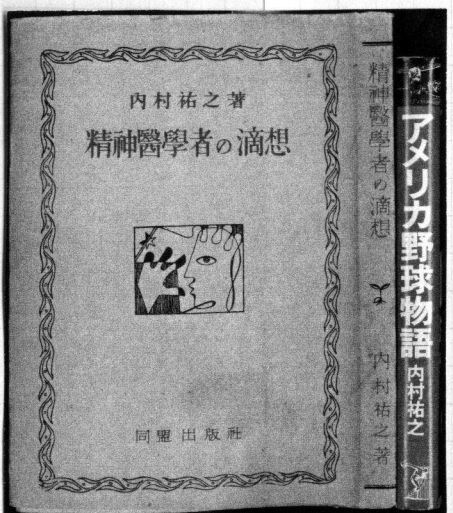 内村祐之著
精神醫學者の滴想
同盟出版社
精神醫學者の滴想
内村祐之著
アメリカ野球物語
内村祐之